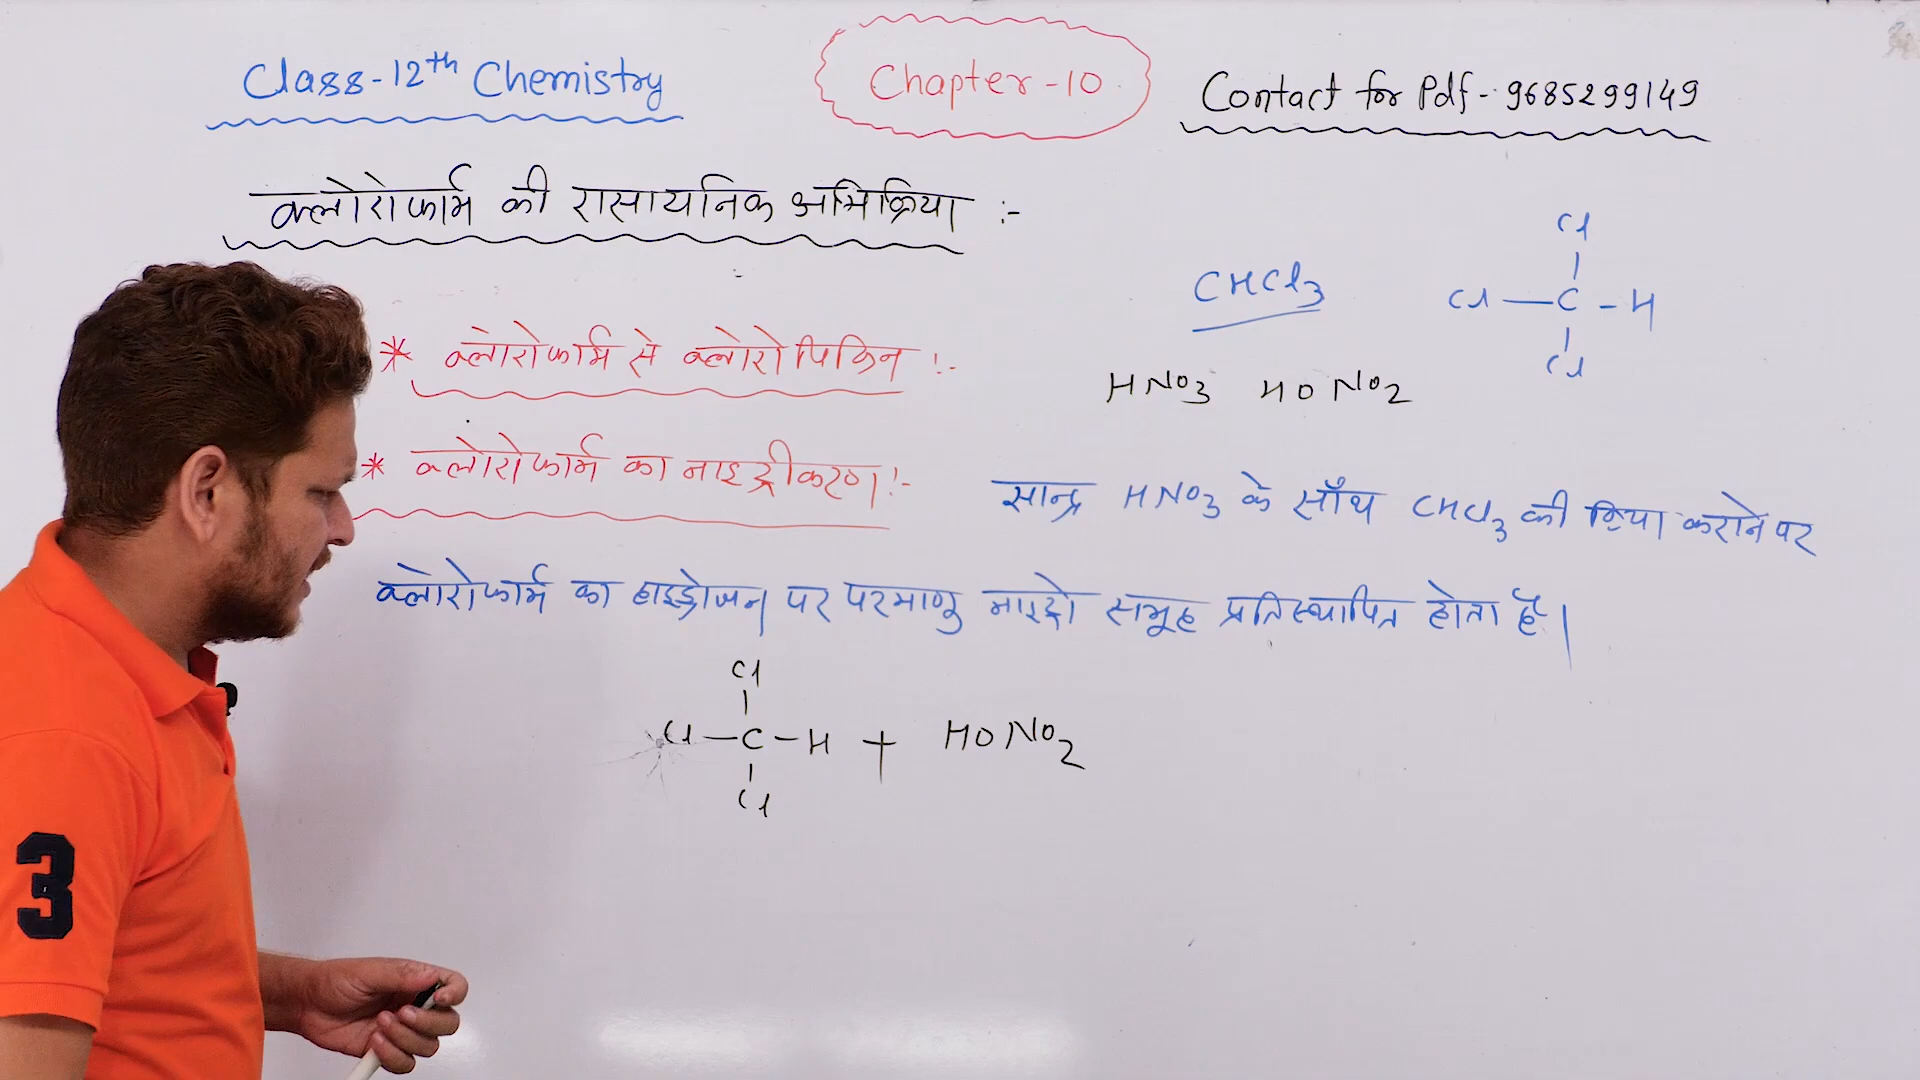 Class-12th Chemistry
Chapter-10
Contact for Pdf-9685299149
क्लोरोफार्म की रासायनिक अभिक्रिया :-
Cl
CHCl3
Cl—C-H
Cl
* क्लोरोफार्म से क्लोरोपिक्रिन :-
HNO3 HONO2
* क्लोरोफार्म का नाइट्रीकरण :-
सान्द्र HNO3 के साँथ CHCl3 की क्रिया कराने पर
क्लोरोफार्म का हाइड्रोजन पर परमाणु नाइट्रो समूह प्रतिस्थापित होता है।
Cl
Cl—C-H + HONO2
Cl
3